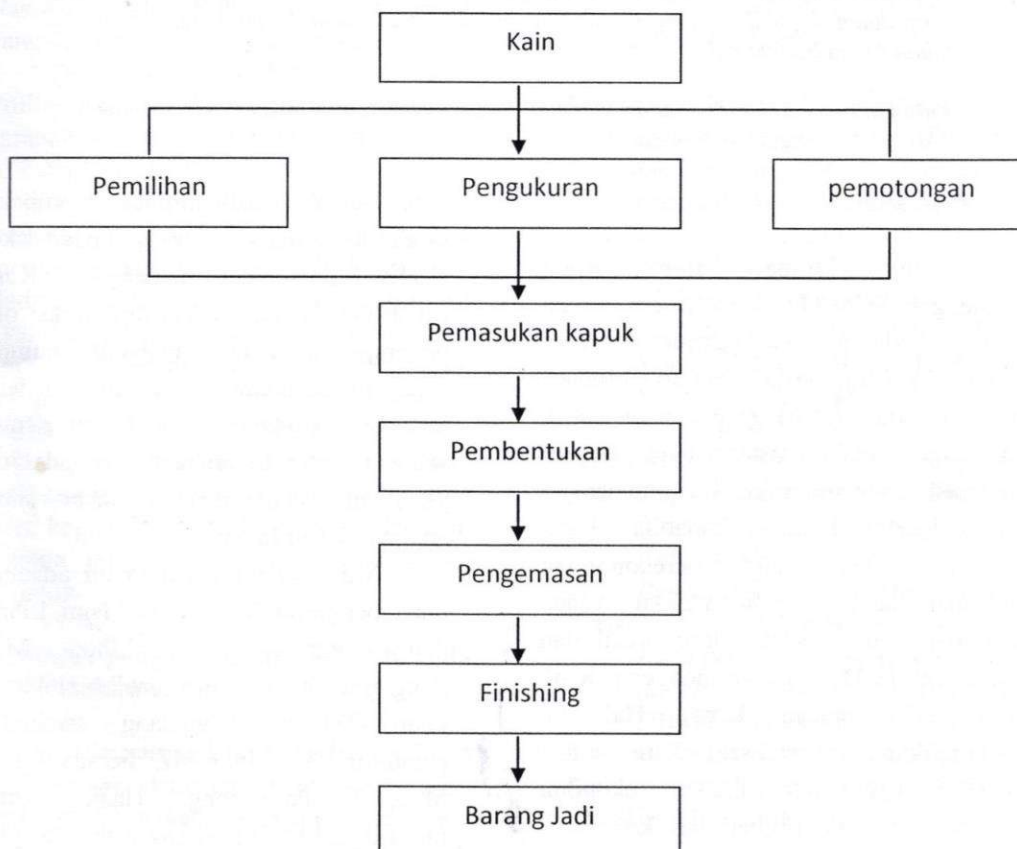 Kain
Pemilihan
Pengukuran
pemotongan
Pemasukan kapuk
Pembentukan
Pengemasan
Finishing
Barang Jadi